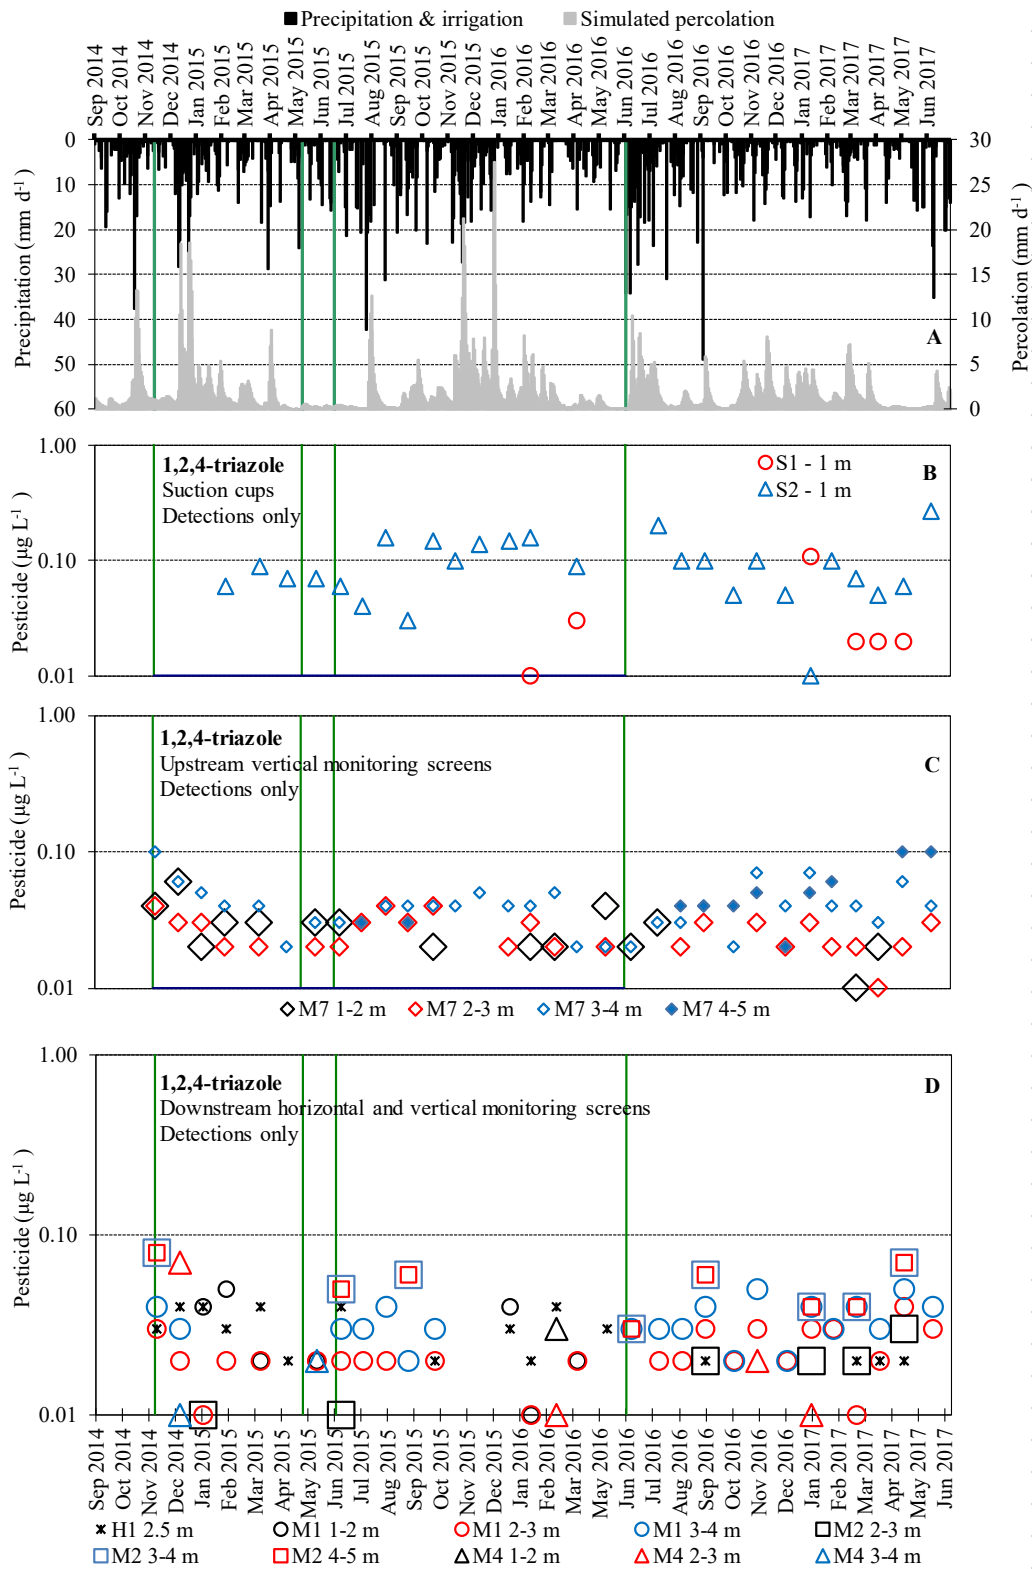 Precipitation & irrigation Simulated percolation
Sep 2014 Oct 2014 Nov 2014 Dec 2014 Jan 2015 Feb 2015 Mar 2015 Apr 2015 May 2015 Jun 2015 Jul 2015 Aug 2015 Sep 2015 Oct 2015 Nov 2015 Dec 2015 Jan 2016 Feb 2016 Mar 2016 Apr 2016 May 2016 Jun 2016 Jul 2016 Aug 2016 Sep 2016 Oct 2016 Nov 2016 Dec 2016 Jan 2017 Feb 2017 Mar 2017 Apr 2017 May 2017 Jun 2017
Precipitation (mm d-1)
0
10
20
30
40
50
60
30
25
20
15
10
5
0
Percolation (mm d-1)
A
Pesticide (µg L-1)
1.00
0.10
0.01
1,2,4-triazole
Suction cups
Detections only
S1 - 1 m
S2 - 1 m
B
Pesticide (µg L-1)
1.00
0.10
0.01
1,2,4-triazole
Upstream vertical monitoring screens
Detections only
C
M7 1-2 m M7 2-3 m M7 3-4 m M7 4-5 m
Pesticide (µg L-1)
1.00
0.10
0.01
1,2,4-triazole
Downstream horizontal and vertical monitoring screens
Detections only
D
Sep 2014 Oct 2014 Nov 2014 Dec 2014 Jan 2015 Feb 2015 Mar 2015 Apr 2015 May 2015 Jun 2015 Jul 2015 Aug 2015 Sep 2015 Oct 2015 Nov 2015 Dec 2015 Jan 2016 Feb 2016 Mar 2016 Apr 2016 May 2016 Jun 2016 Jul 2016 Aug 2016 Sep 2016 Oct 2016 Nov 2016 Dec 2016 Jan 2017 Feb 2017 Mar 2017 Apr 2017 May 2017 Jun 2017
H1 2.5 m M1 1-2 m M1 2-3 m M1 3-4 m M2 2-3 m
M2 3-4 m M2 4-5 m M4 1-2 m M4 2-3 m M4 3-4 m